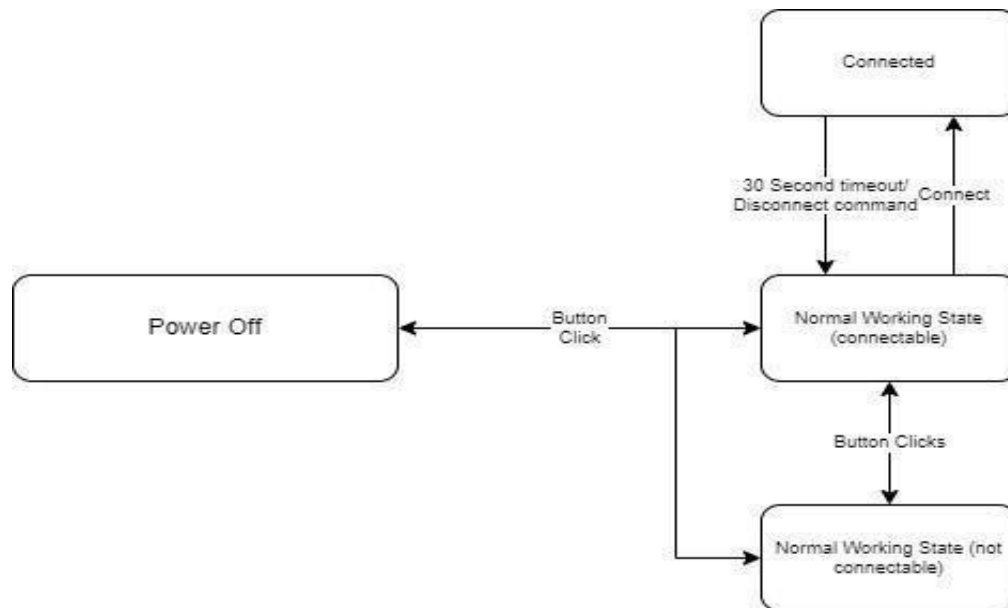 Connected
30 Second timeout/
Disconnect command
Connect
Power Off
Button
Click
Normal Working State
(connectable)
Button Clicks
Normal Working State (not
connectable)